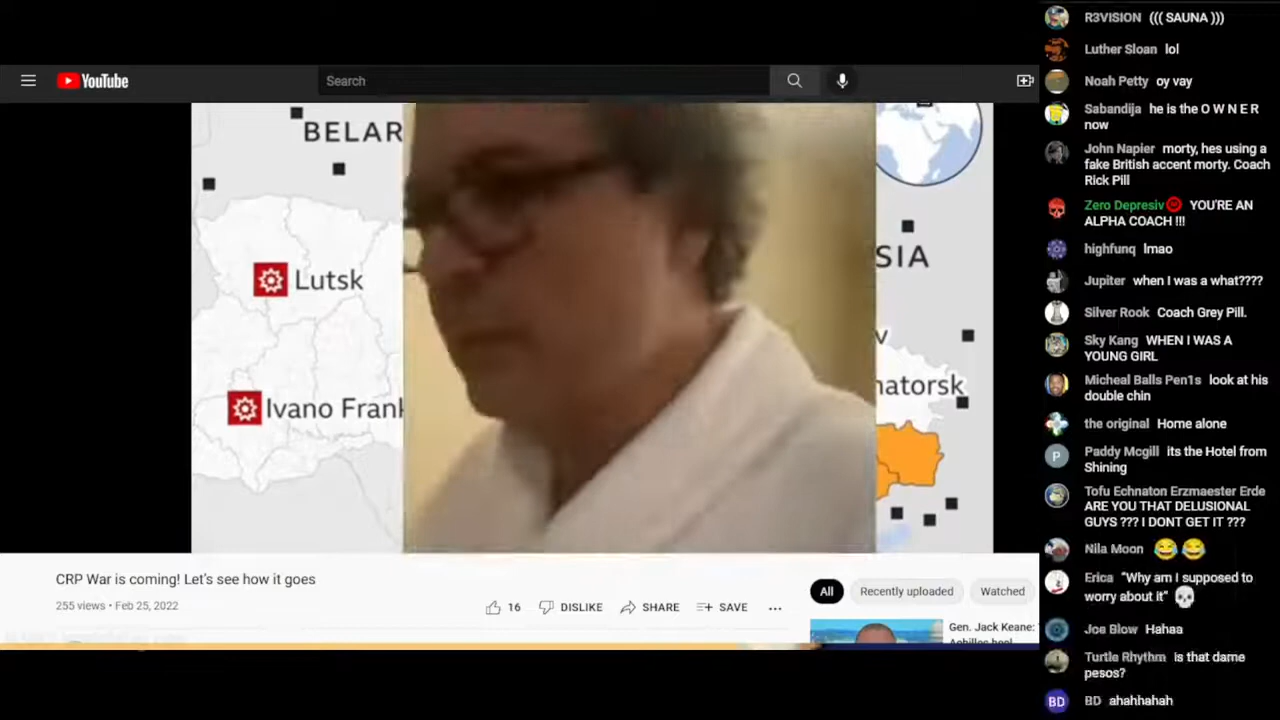 YouTube
Search
BELAR
Lutsk
Ivano Frank
SIA
v
natorsk
CRP War is coming! Let's see how it goes
255 views • Feb 25, 2022
16
DISLIKE
SHARE
SAVE
All
Recently uploaded
Watched
Gen. Jack Keane:
Achilles heel
R3VISION ((( SAUNA )))
Luther Sloan lol
Noah Petty oy vay
Sabandija he is the O W N E R
now
John Napier morty, hes using a
fake British accent morty. Coach
Rick Pill
Zero Depresiv YOU'RE AN
ALPHA COACH !!!
highfunq lmao
Jupiter when I was a what????
Silver Rook Coach Grey Pill.
Sky Kang WHEN I WAS A
YOUNG GIRL
Micheal Balls Pen1s look at his
double chin
the original Home alone
P
Paddy Mcgill its the Hotel from
Shining
Tofu Echnaton Erzmaester Erde
ARE YOU THAT DELUSIONAL
GUYS ??? I DONT GET IT ???
Nila Moon 😂😂
Erica “Why am I supposed to
worry about it” 💀
Joe Blow Hahaa
Turtle Rhythm is that dame
pesos?
BD
BD ahahhahah